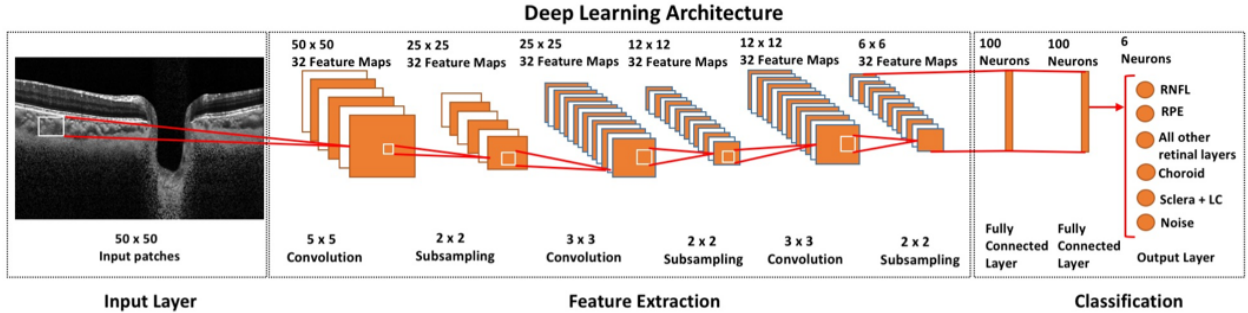 Deep Learning Architecture
50 x 50
32 Feature Maps
25 x 25
32 Feature Maps
25 x 25
32 Feature Maps
12 x 12
32 Feature Maps
12 x 12
32 Feature Maps
6 x 6
32 Feature Maps
100
Neurons
100
Neurons
6
Neurons
RNFL
RPE
All other
retinal layers
Choroid
Sclera + LC
Noise
50 x 50
Input patches
5 x 5
Convolution
2 x 2
Subsampling
3 x 3
Convolution
2 x 2
Subsampling
3 x 3
Convolution
2 x 2
Subsampling
Fully
Connected
Layer
Fully
Connected
Layer
Output Layer
Input Layer
Feature Extraction
Classification